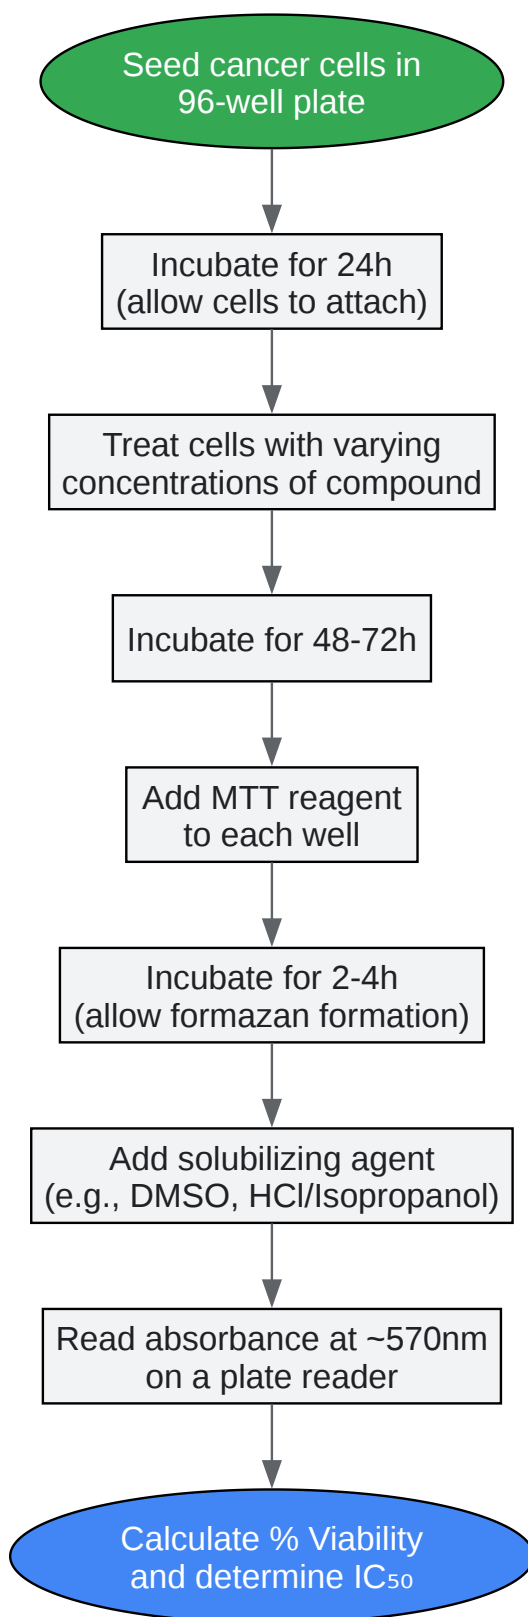 Seed cancer cells in
96-well plate
Incubate for 24h
(allow cells to attach)
Treat cells with varying
concentrations of compound
Incubate for 48-72h
Add MTT reagent
to each well
Incubate for 2-4h
(allow formazan formation)
Add solubilizing agent
(e.g., DMSO, HCl/Isopropanol)
Read absorbance at ~570nm
on a plate reader
Calculate % Viability
and determine IC₅₀